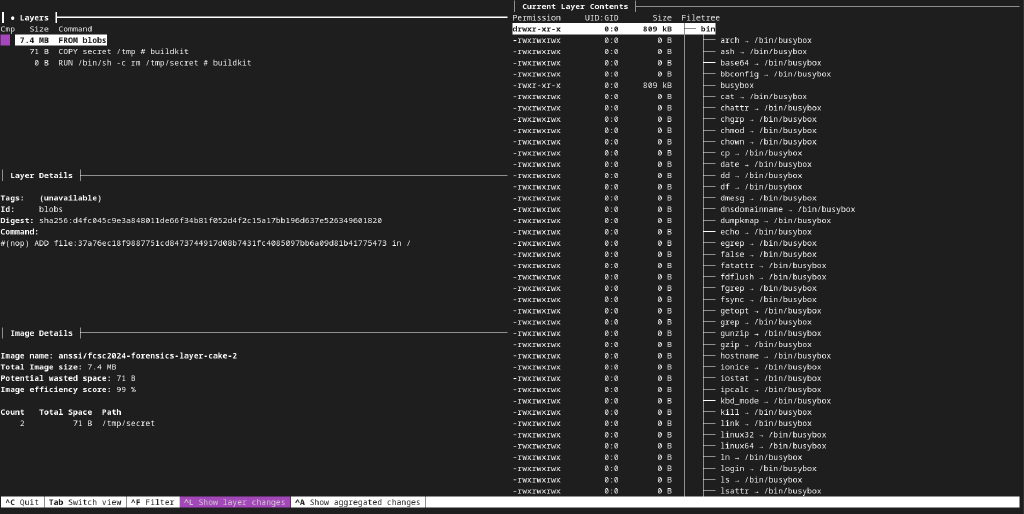 ● Layers
Cmp Size Command
7.4 MB FROM blobs
71 B COPY secret /tmp # buildkit
0 B RUN /bin/sh -c rm /tmp/secret # buildkit
Layer Details
Tags: (unavailable)
Id: blobs
Digest: sha256:d4fc045c9e3a848011de66f34b81f052d4f2c15a17bb196d637e526349601820
Command:
#(nop) ADD file:37a76ec18f9887751cd8473744917d08b7431fc4085097bb6a09d81b41775473 in /
Image Details
Image name: anssi/fcsc2024-forensics-layer-cake-2
Total Image size: 7.4 MB
Potential wasted space: 71 B
Image efficiency score: 99 %
Count Total Space Path
2 71 B /tmp/secret
Current Layer Contents
Permission UID:GID Size Filetree
drwxr-xr-x 0:0 809 kB ├── bin
-rwxrwxrwx 0:0 0 B │ ├── arch → /bin/busybox
-rwxrwxrwx 0:0 0 B │ ├── ash → /bin/busybox
-rwxrwxrwx 0:0 0 B │ ├── base64 → /bin/busybox
-rwxrwxrwx 0:0 0 B │ ├── bbconfig → /bin/busybox
-rwxr-xr-x 0:0 809 kB │ ├── busybox
-rwxrwxrwx 0:0 0 B │ ├── cat → /bin/busybox
-rwxrwxrwx 0:0 0 B │ ├── chattr → /bin/busybox
-rwxrwxrwx 0:0 0 B │ ├── chgrp → /bin/busybox
-rwxrwxrwx 0:0 0 B │ ├── chmod → /bin/busybox
-rwxrwxrwx 0:0 0 B │ ├── chown → /bin/busybox
-rwxrwxrwx 0:0 0 B │ ├── cp → /bin/busybox
-rwxrwxrwx 0:0 0 B │ ├── date → /bin/busybox
-rwxrwxrwx 0:0 0 B │ ├── dd → /bin/busybox
-rwxrwxrwx 0:0 0 B │ ├── df → /bin/busybox
-rwxrwxrwx 0:0 0 B │ ├── dmesg → /bin/busybox
-rwxrwxrwx 0:0 0 B │ ├── dnsdomainname → /bin/busybox
-rwxrwxrwx 0:0 0 B │ ├── dumpkmap → /bin/busybox
-rwxrwxrwx 0:0 0 B │ ├── echo → /bin/busybox
-rwxrwxrwx 0:0 0 B │ ├── egrep → /bin/busybox
-rwxrwxrwx 0:0 0 B │ ├── false → /bin/busybox
-rwxrwxrwx 0:0 0 B │ ├── fatattr → /bin/busybox
-rwxrwxrwx 0:0 0 B │ ├── fdflush → /bin/busybox
-rwxrwxrwx 0:0 0 B │ ├── fgrep → /bin/busybox
-rwxrwxrwx 0:0 0 B │ ├── fsync → /bin/busybox
-rwxrwxrwx 0:0 0 B │ ├── getopt → /bin/busybox
-rwxrwxrwx 0:0 0 B │ ├── grep → /bin/busybox
-rwxrwxrwx 0:0 0 B │ ├── gunzip → /bin/busybox
-rwxrwxrwx 0:0 0 B │ ├── gzip → /bin/busybox
-rwxrwxrwx 0:0 0 B │ ├── hostname → /bin/busybox
-rwxrwxrwx 0:0 0 B │ ├── ionice → /bin/busybox
-rwxrwxrwx 0:0 0 B │ ├── iostat → /bin/busybox
-rwxrwxrwx 0:0 0 B │ ├── ipcalc → /bin/busybox
-rwxrwxrwx 0:0 0 B │ ├── kbd_mode → /bin/busybox
-rwxrwxrwx 0:0 0 B │ ├── kill → /bin/busybox
-rwxrwxrwx 0:0 0 B │ ├── link → /bin/busybox
-rwxrwxrwx 0:0 0 B │ ├── linux32 → /bin/busybox
-rwxrwxrwx 0:0 0 B │ ├── linux64 → /bin/busybox
-rwxrwxrwx 0:0 0 B │ ├── ln → /bin/busybox
-rwxrwxrwx 0:0 0 B │ ├── login → /bin/busybox
-rwxrwxrwx 0:0 0 B │ ├── ls → /bin/busybox
-rwxrwxrwx 0:0 0 B │ ├── lsattr → /bin/busybox
^C Quit Tab Switch view ^F Filter ^L Show layer changes ^A Show aggregated changes